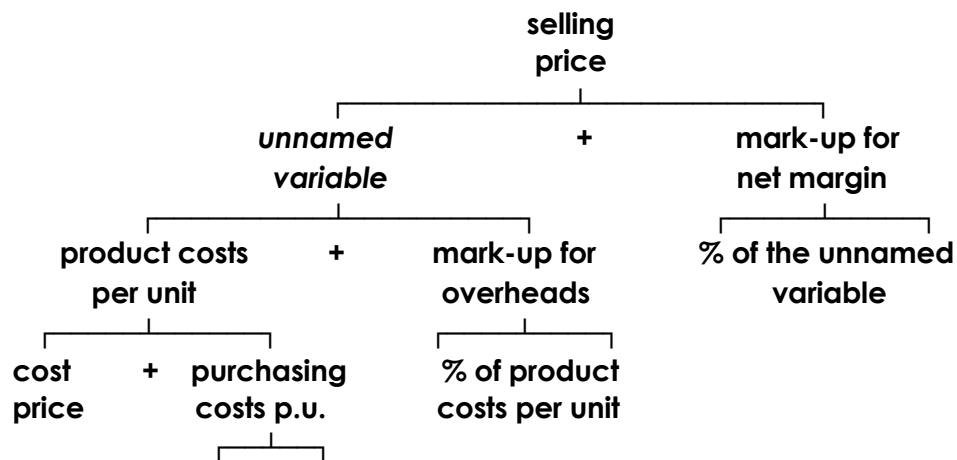 selling
price
unnamed + mark-up for
variable net margin
product costs + mark-up for % of the unnamed
per unit overheads variable
cost + purchasing % of product
price costs p.u. costs per unit